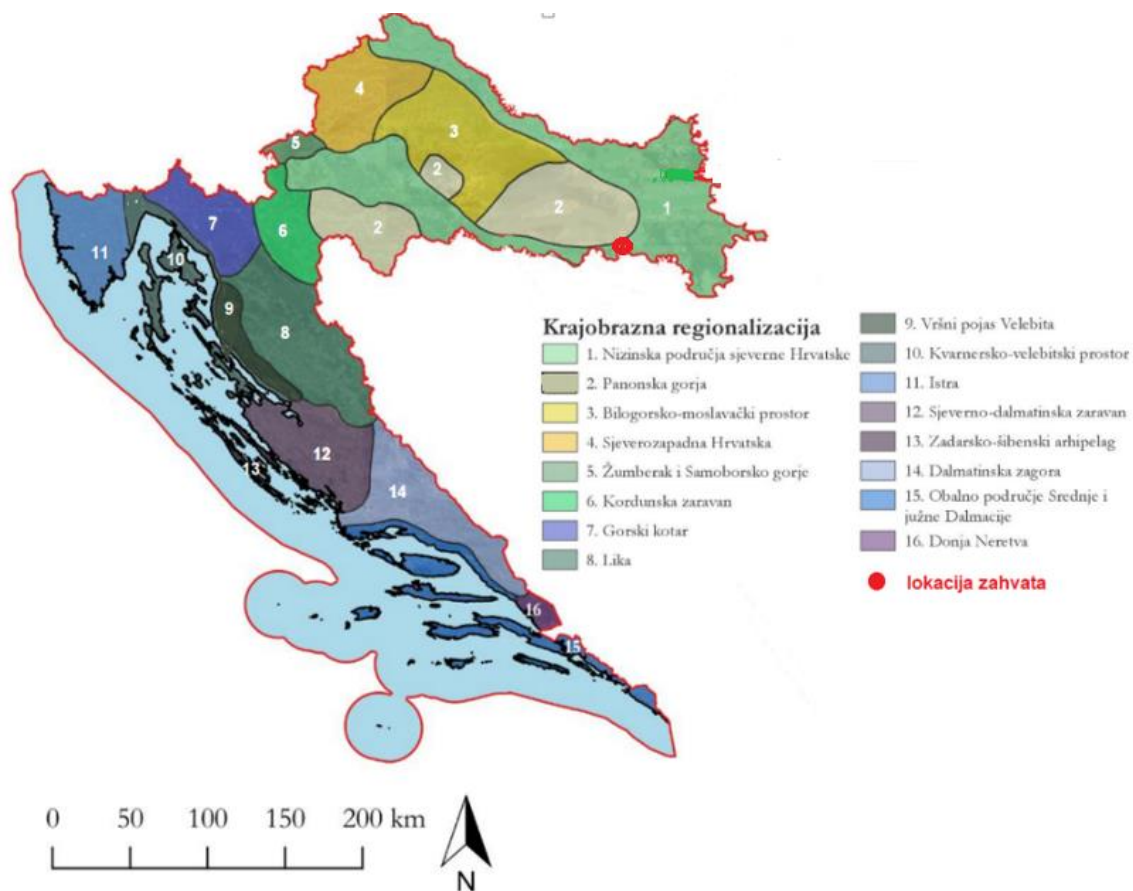 4
3
5
2
2
1
7
2
6
11
10
9
8
12
13
14
16
15
Krajobrazna regionalizacija
1. Nizinska područja sjeverne Hrvatske
2. Panonska gorja
3. Bilogorsko-moslavački prostor
4. Sjeverozapadna Hrvatska
5. Žumberak i Samoborsko gorje
6. Kordunska zaravan
7. Gorski kotar
8. Lika
9. Vršni pojas Velebita
10. Kvarnersko-velebitski prostor
11. Istra
12. Sjeverno-dalmatinska zaravan
13. Zadarsko-šibenski arhipelag
14. Dalmatinska zagora
15. Obalno područje Srednje i
južne Dalmacije
16. Donja Neretva
lokacija zahvata
0 50 100 150 200 km
N